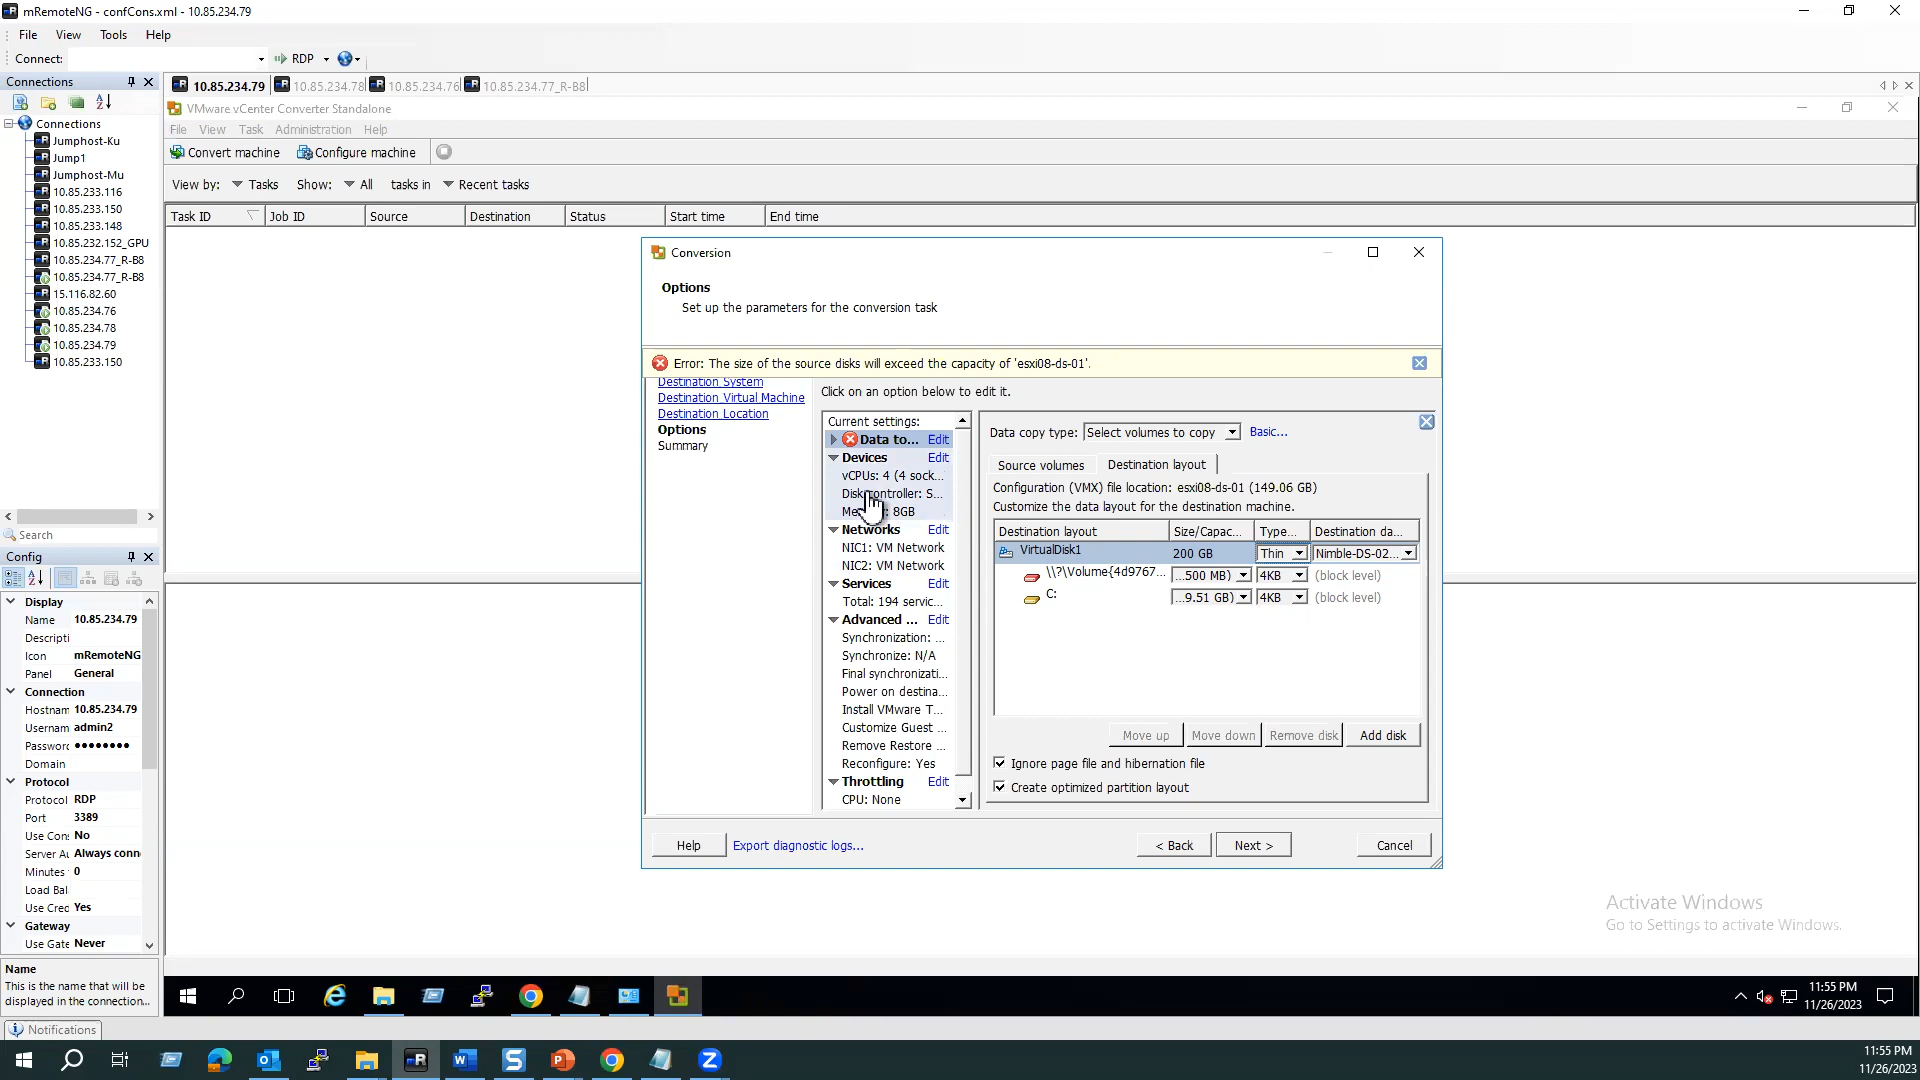 mRemoteNG - confCons.xml - 10.85.234.79
File View Tools Help
Connect: RDP
Connections
10.85.234.79 10.85.234.78 10.85.234.76 10.85.234.77_R-B8
VMware vCenter Converter Standalone
File View Task Administration Help
Convert machine Configure machine
View by: Tasks Show: All tasks in Recent tasks
Task ID Job ID Source Destination Status Start time End time
Connections
Jumphost-Ku
Jump1
Jumphost-Mu
10.85.233.116
10.85.233.150
10.85.233.148
10.85.232.152_GPU
10.85.234.77_R-B8
10.85.234.77_R-B8
15.116.82.60
10.85.234.76
10.85.234.78
10.85.234.79
10.85.233.150
Search
Config
Display
Name 10.85.234.79
Descripti
Icon mRemoteNG
Panel General
Connection
Hostnam 10.85.234.79
Usernam admin2
Password ●●●●●●●●
Domain
Protocol
Protocol RDP
Port 3389
Use Con: No
Server Au Always conn
Minutes 0
Load Bal
Use Cred Yes
Gateway
Use Gate Never
Name
This is the name that will be
displayed in the connection...
Notifications
Conversion
Options
Set up the parameters for the conversion task
Error: The size of the source disks will exceed the capacity of 'esxi08-ds-01'.
Destination System
Destination Virtual Machine
Destination Location
Options
Summary
Click on an option below to edit it.
Current settings:
Data to... Edit
Devices Edit
vCPUs: 4 (4 sock...
Disk controller: S...
8GB
Networks Edit
NIC1: VM Network
NIC2: VM Network
Services Edit
Total: 194 servic...
Advanced ... Edit
Synchronization: ...
Synchronize: N/A
Final synchronizati...
Power on destina...
Install VMware T...
Customize Guest ...
Remove Restore ...
Reconfigure: Yes
Throttling Edit
CPU: None
Data copy type: Select volumes to copy Basic...
Source volumes Destination layout
Configuration (VMX) file location: esxi08-ds-01 (149.06 GB)
Customize the data layout for the destination machine.
Destination layout Size/Capac... Type... Destination da...
VirtualDisk1 200 GB Thin Nimble-DS-02...
\\?\Volume{4d9767... ...500 MB) 4KB (block level)
C: ...9.51 GB) 4KB (block level)
Move up Move down Remove disk Add disk
Ignore page file and hibernation file
Create optimized partition layout
Help Export diagnostic logs... < Back Next > Cancel
Activate Windows
Go to Settings to activate Windows.
11:55 PM
11/26/2023
11:55 PM
11/26/2023